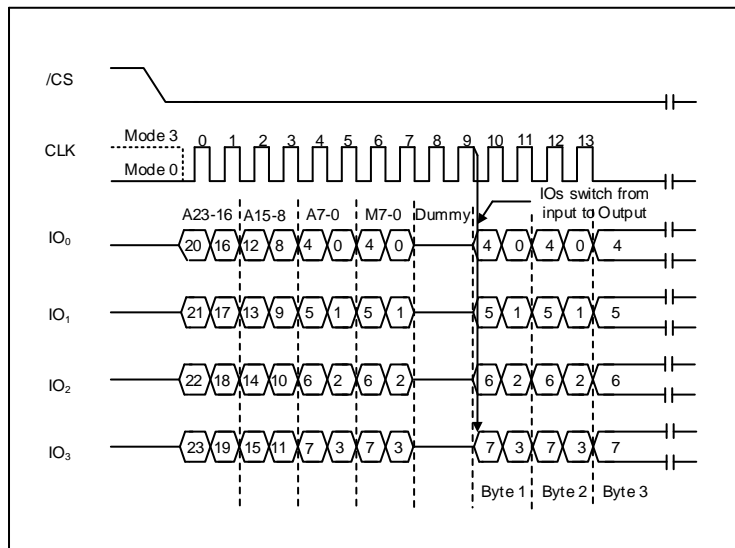 /CS
Mode 3
CLK
Mode 0
0 1 2 3 4 5 6 7 8 9 10 11 12 13
IOs switch from
input to Output
A23-16 A15-8 A7-0 M7-0 Dummy
IO₀ 20 16 12 8 4 0 4 0 4 0 4 0 4
IO₁ 21 17 13 9 5 1 5 1 5 1 5 1 5
IO₂ 22 18 14 10 6 2 6 2 6 2 6 2 6
IO₃ 23 19 15 11 7 3 7 3 7 3 7 3 7
Byte 1 Byte 2 Byte 3